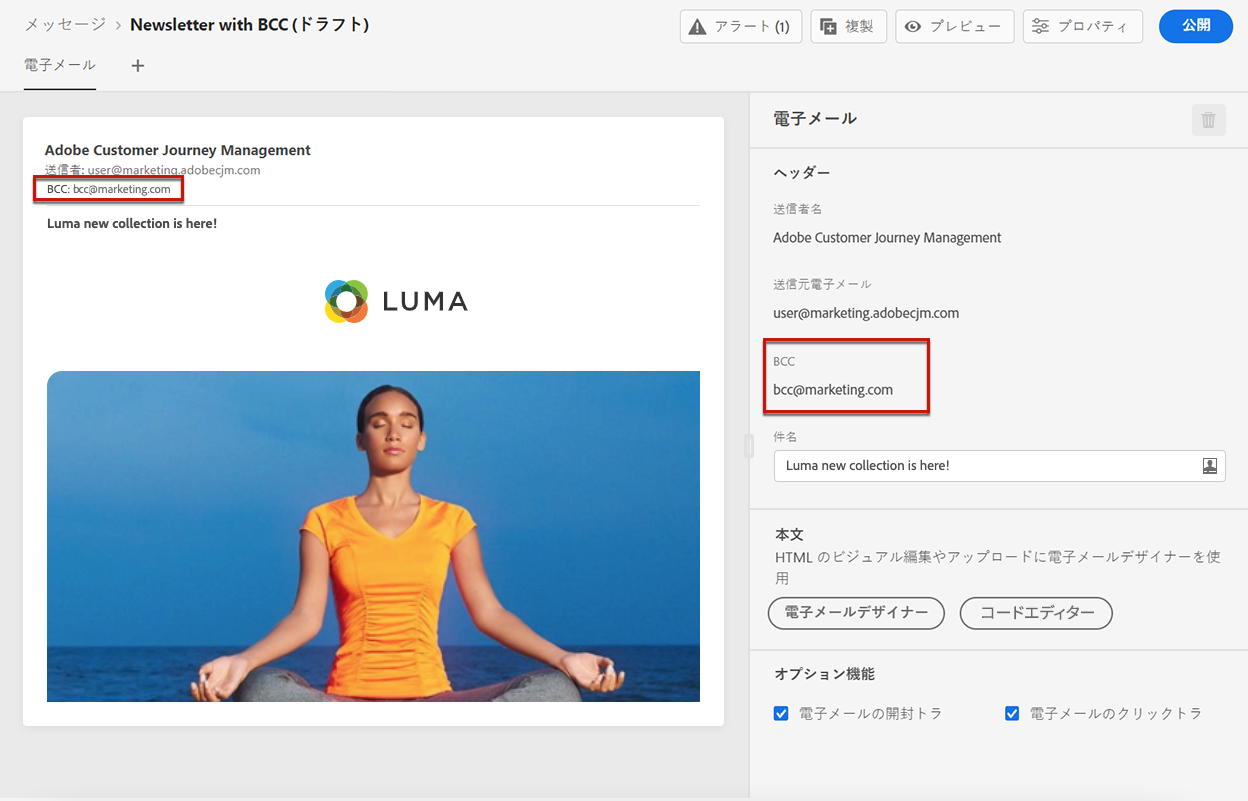 メッセージ › Newsletter with BCC (ドラフト)
アラート (1)
複製
プレビュー
プロパティ
公開
電子メール +
Adobe Customer Journey Management
送信者: user@marketing.adobecjm.com
BCC: bcc@marketing.com
Luma new collection is here!
LUMA
電子メール
ヘッダー
送信者名
Adobe Customer Journey Management
送信元電子メール
user@marketing.adobecjm.com
BCC
bcc@marketing.com
件名
Luma new collection is here!
本文
HTML のビジュアル編集やアップロードに電子メールデザイナーを使
用
電子メールデザイナー
コードエディター
オプション機能
電子メールの開封トラ
電子メールのクリックトラ